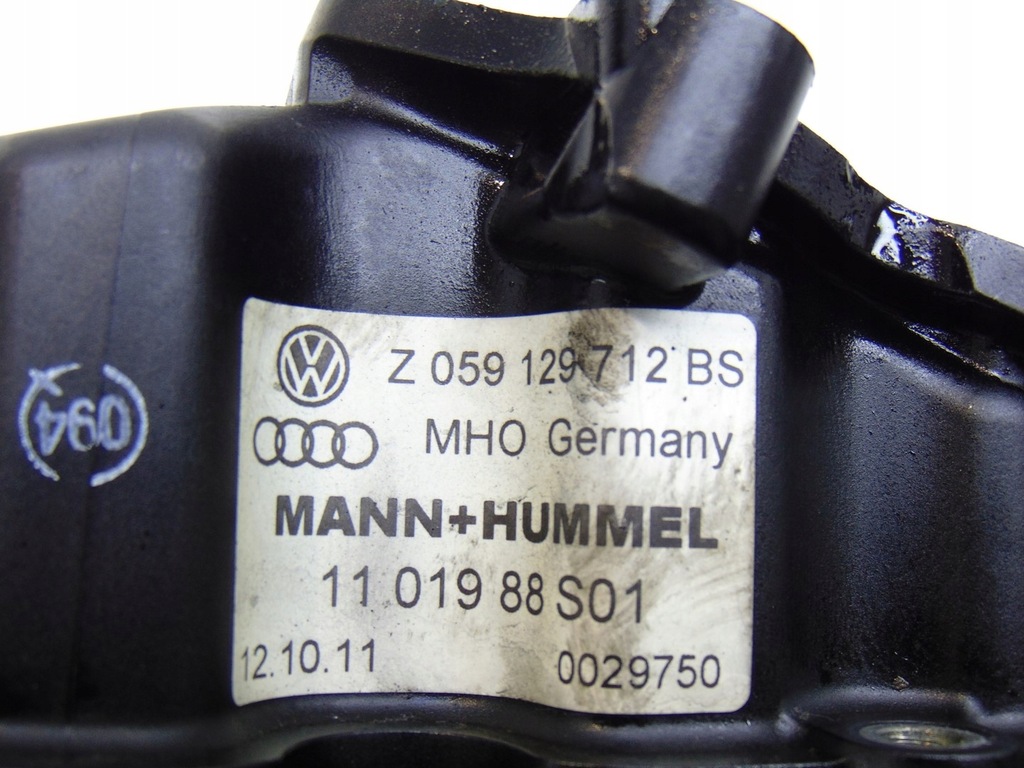 Z 059 129 712 BS
MHO Germany
MANN+HUMMEL
11 019 88 S01
12.10.11 0029750
(094)